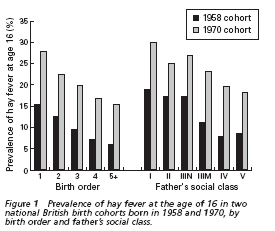 1958 cohort
1970 cohort
Prevalence of hay fever at age 16 (%)
35
30
25
20
15
10
5
0
1 2 3 4 5+ I II IIIN IIIM IV V
Birth order Father's social class
Figure 1 Prevalence of hay fever at the age of 16 in two
national British birth cohorts born in 1958 and 1970, by
birth order and father's social class.